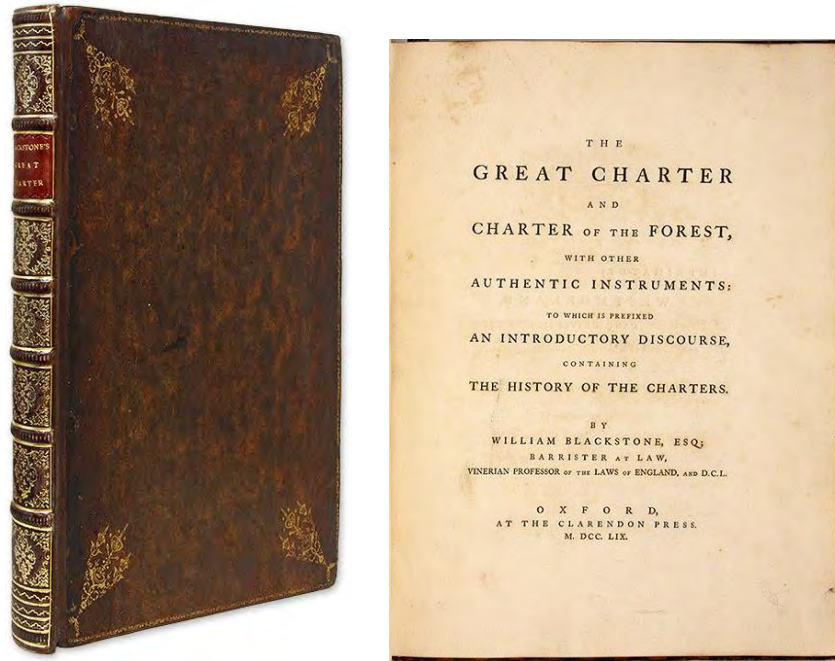 BLACKSTONE'S
GREAT
CHARTER
THE
GREAT CHARTER
AND
CHARTER OF THE FOREST,
WITH OTHER
AUTHENTIC INSTRUMENTS:
TO WHICH IS PREFIXED
AN INTRODUCTORY DISCOURSE,
CONTAINING
THE HISTORY OF THE CHARTERS.
BY
WILLIAM BLACKSTONE, ESQ;
BARRISTER AT LAW,
VINERIAN PROFESSOR OF THE LAWS OF ENGLAND, AND D.C.L.
OXFORD,
AT THE CLARENDON PRESS.
M. DCC. LIX.